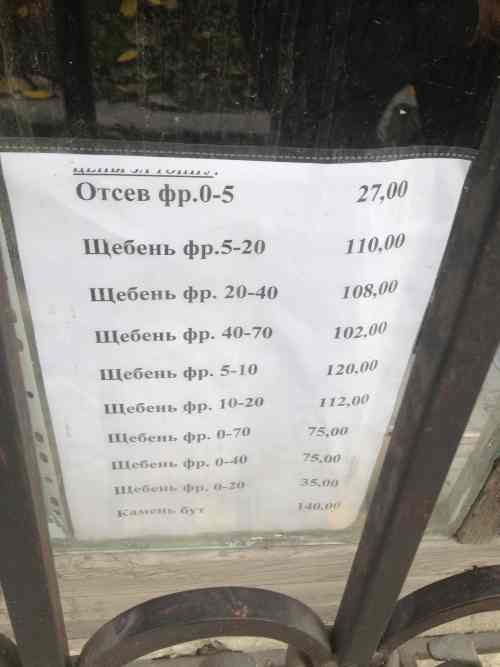 ЦЕНЫ ЗА ТОННУ:
Отсев фр.0-5 27,00
Щебень фр.5-20 110,00
Щебень фр. 20-40 108,00
Щебень фр. 40-70 102,00
Щебень фр. 5-10 120,00
Щебень фр. 10-20 112,00
Щебень фр. 0-70 75,00
Щебень фр. 0-40 75,00
Щебень фр. 0-20 35,00
Камень бут 140,00